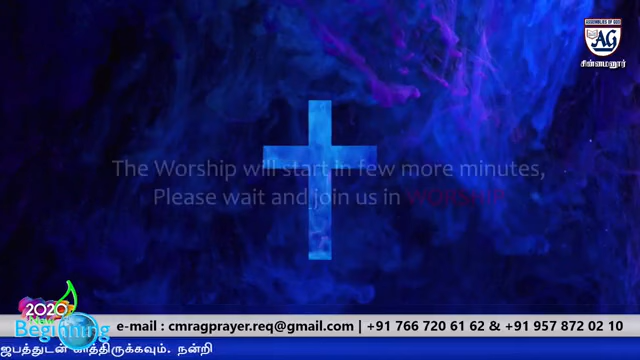 ASSEMBLIES OF GOD
AG
சின்மைனூர்
The Worship will start in few more minutes,
Please wait and join us in WORSHIP
2020
New
Beginning
e-mail : cmragprayer.req@gmail.com | +91 766 720 61 62 & +91 957 872 02 10
ஜபத்துடன் காத்திருக்கவும். நன்றி